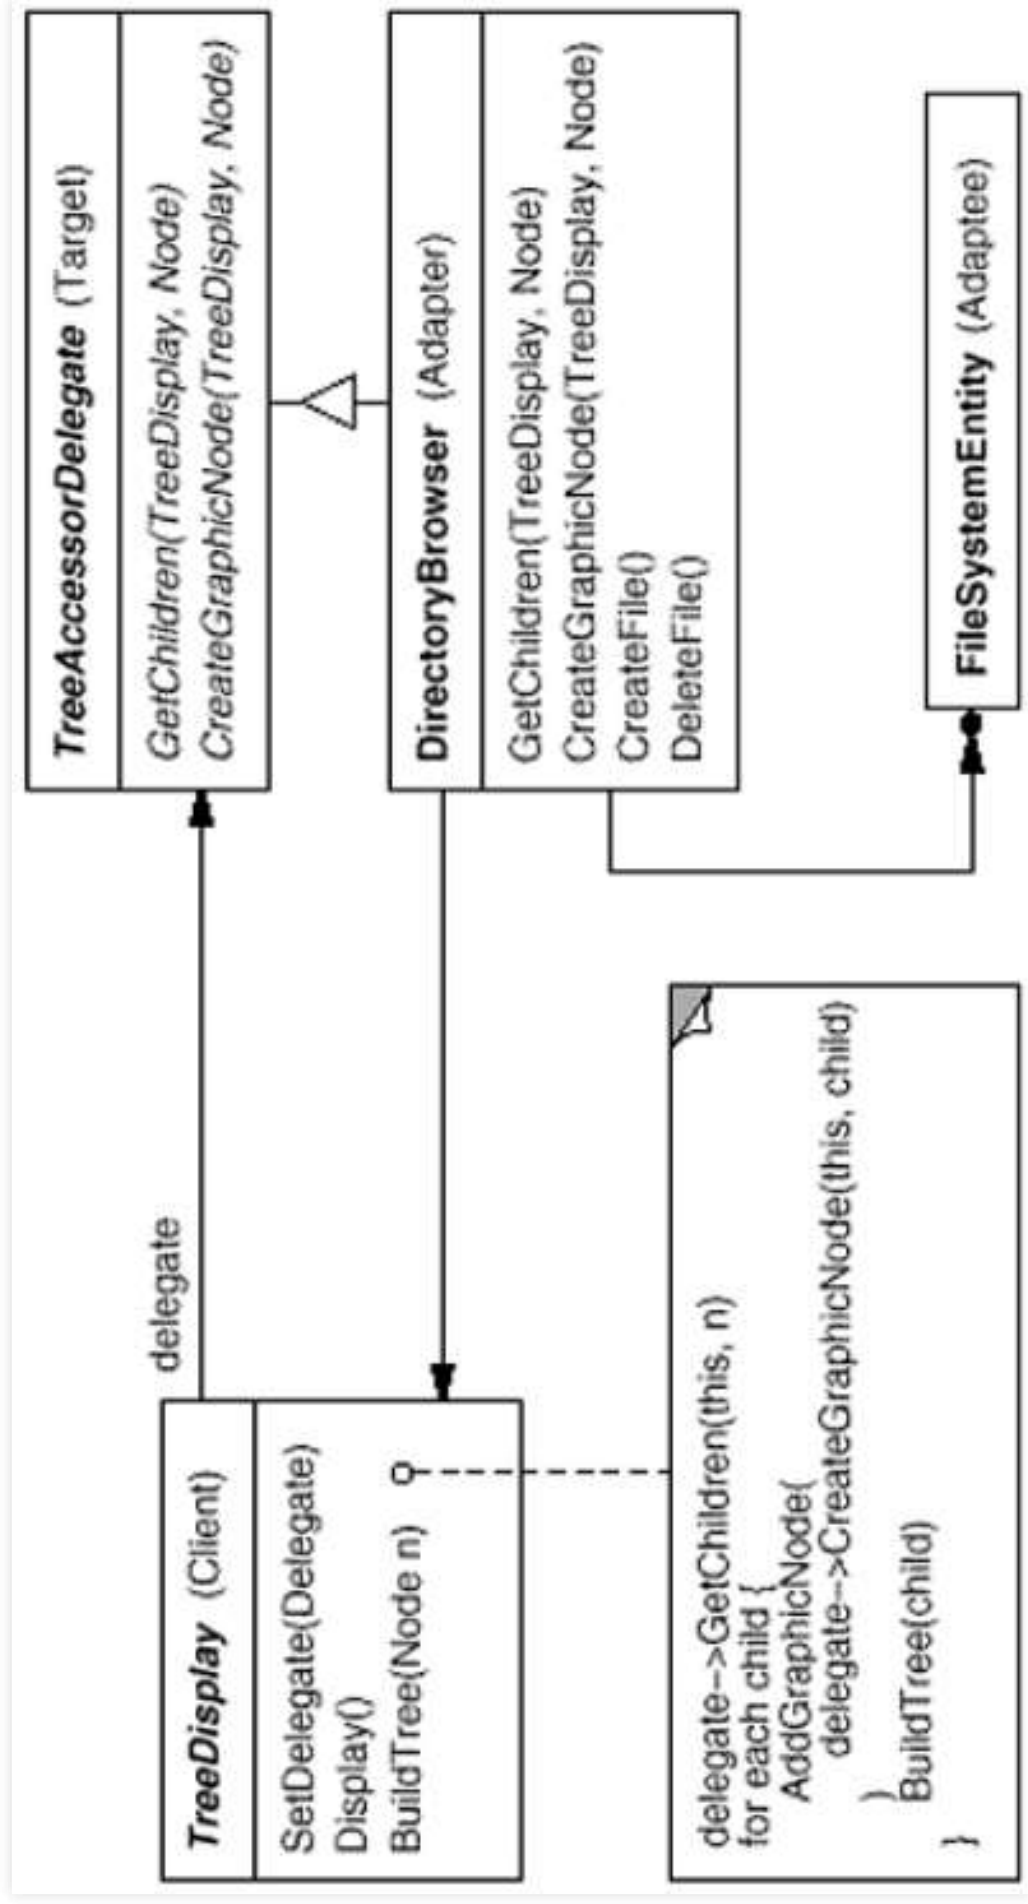 TreeDisplay (Client)
SetDelegate(Delegate)
Display()
BuildTree(Node n)
delegate
TreeAccessorDelegate (Target)
GetChildren(TreeDisplay, Node)
CreateGraphicNode(TreeDisplay, Node)
DirectoryBrowser (Adapter)
GetChildren(TreeDisplay, Node)
CreateGraphicNode(TreeDisplay, Node)
CreateFile()
DeleteFile()
delegate−>GetChildren(this, n)
for each child {
AddGraphicNode(
delegate−>CreateGraphicNode(this, child)
)
BuildTree(child)
}
FileSystemEntity (Adaptee)